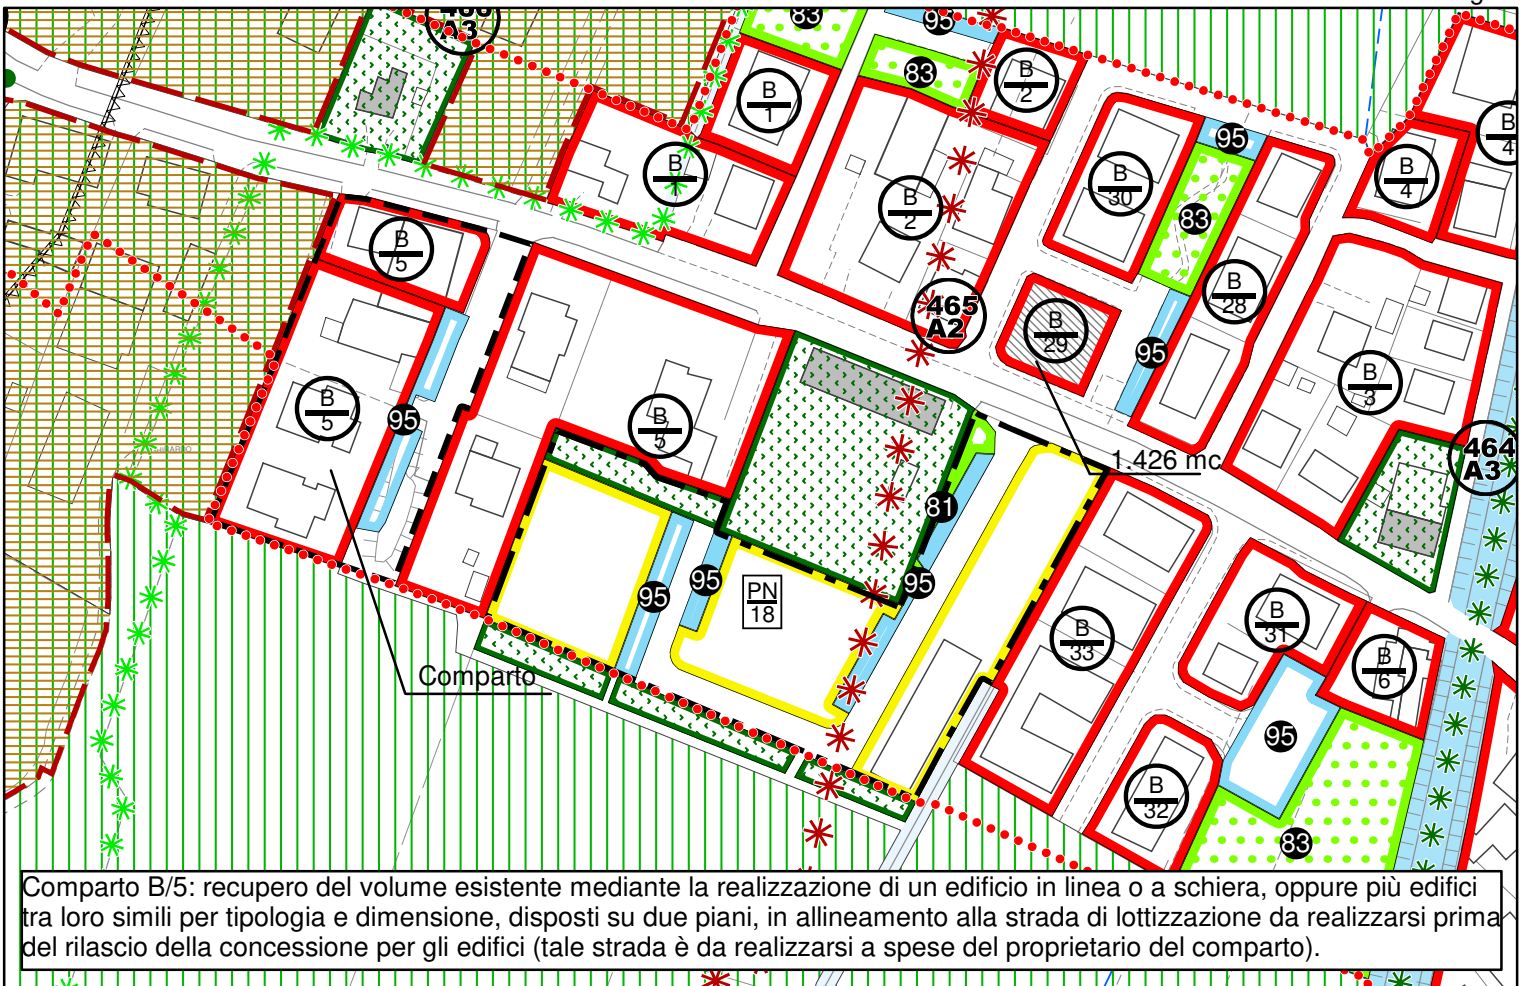 466
A3
83
95
83
B
2
B
1
B
4
95
B
1
B
4
B
30
B
2
83
B
5
B
28
465
A2
B
29
95
B
3
B
5
95
B
5
1.426 mc
464
A3
81
95
95
95
PN
18
B
31
B
33
B
6
Comparto
95
B
32
83
Comparto B/5: recupero del volume esistente mediante la realizzazione di un edificio in linea o a schiera, oppure più edifici
tra loro simili per tipologia e dimensione, disposti su due piani, in allineamento alla strada di lottizzazione da realizzarsi prima
del rilascio della concessione per gli edifici (tale strada è da realizzarsi a spese del proprietario del comparto).